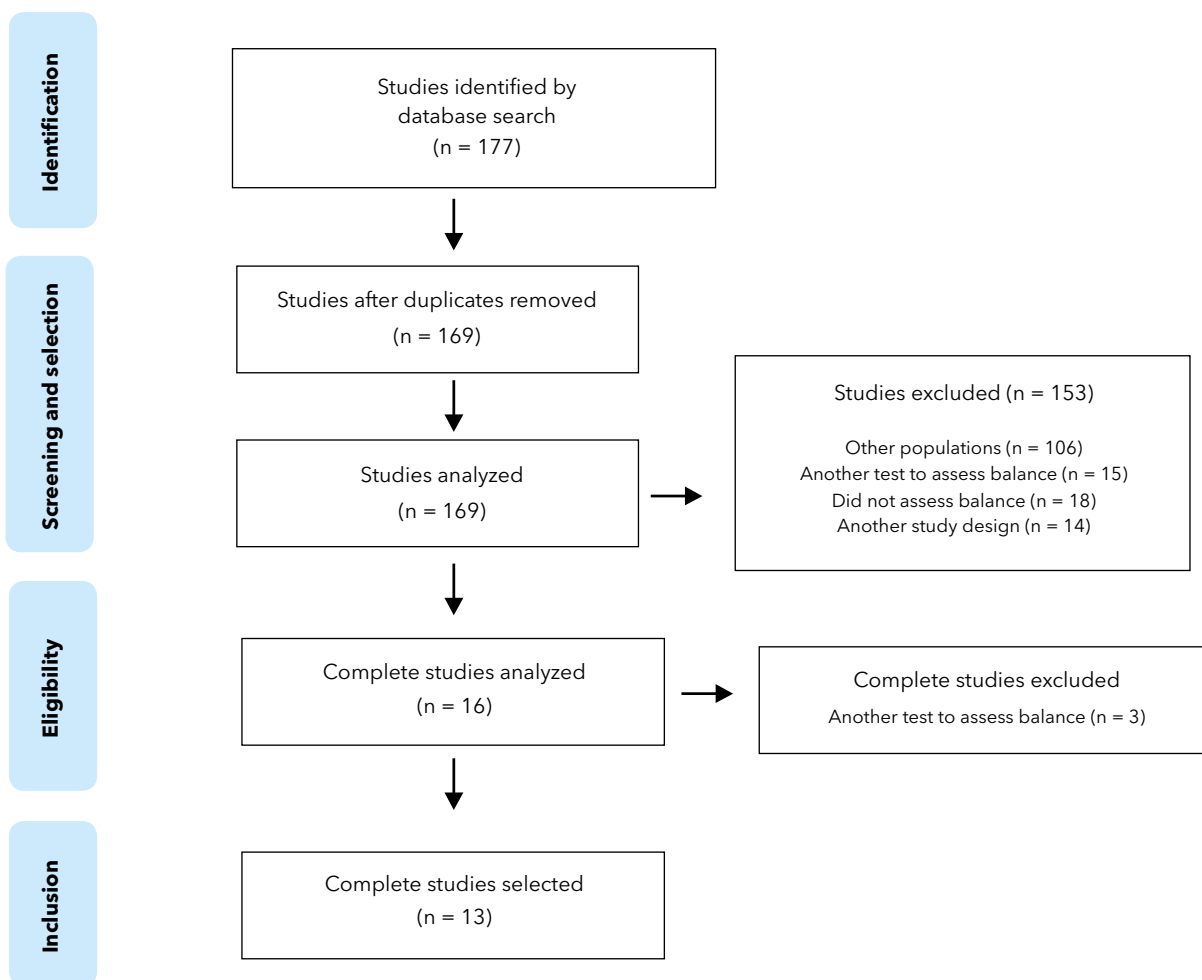 Identification
Studies identified by
database search
(n = 177)
Screening and selection
Studies after duplicates removed
(n = 169)
Studies analyzed
(n = 169)
Studies excluded (n = 153)
Other populations (n = 106)
Another test to assess balance (n = 15)
Did not assess balance (n = 18)
Another study design (n = 14)
Eligibility
Complete studies analyzed
(n = 16)
Complete studies excluded
Another test to assess balance (n = 3)
Inclusion
Complete studies selected
(n = 13)